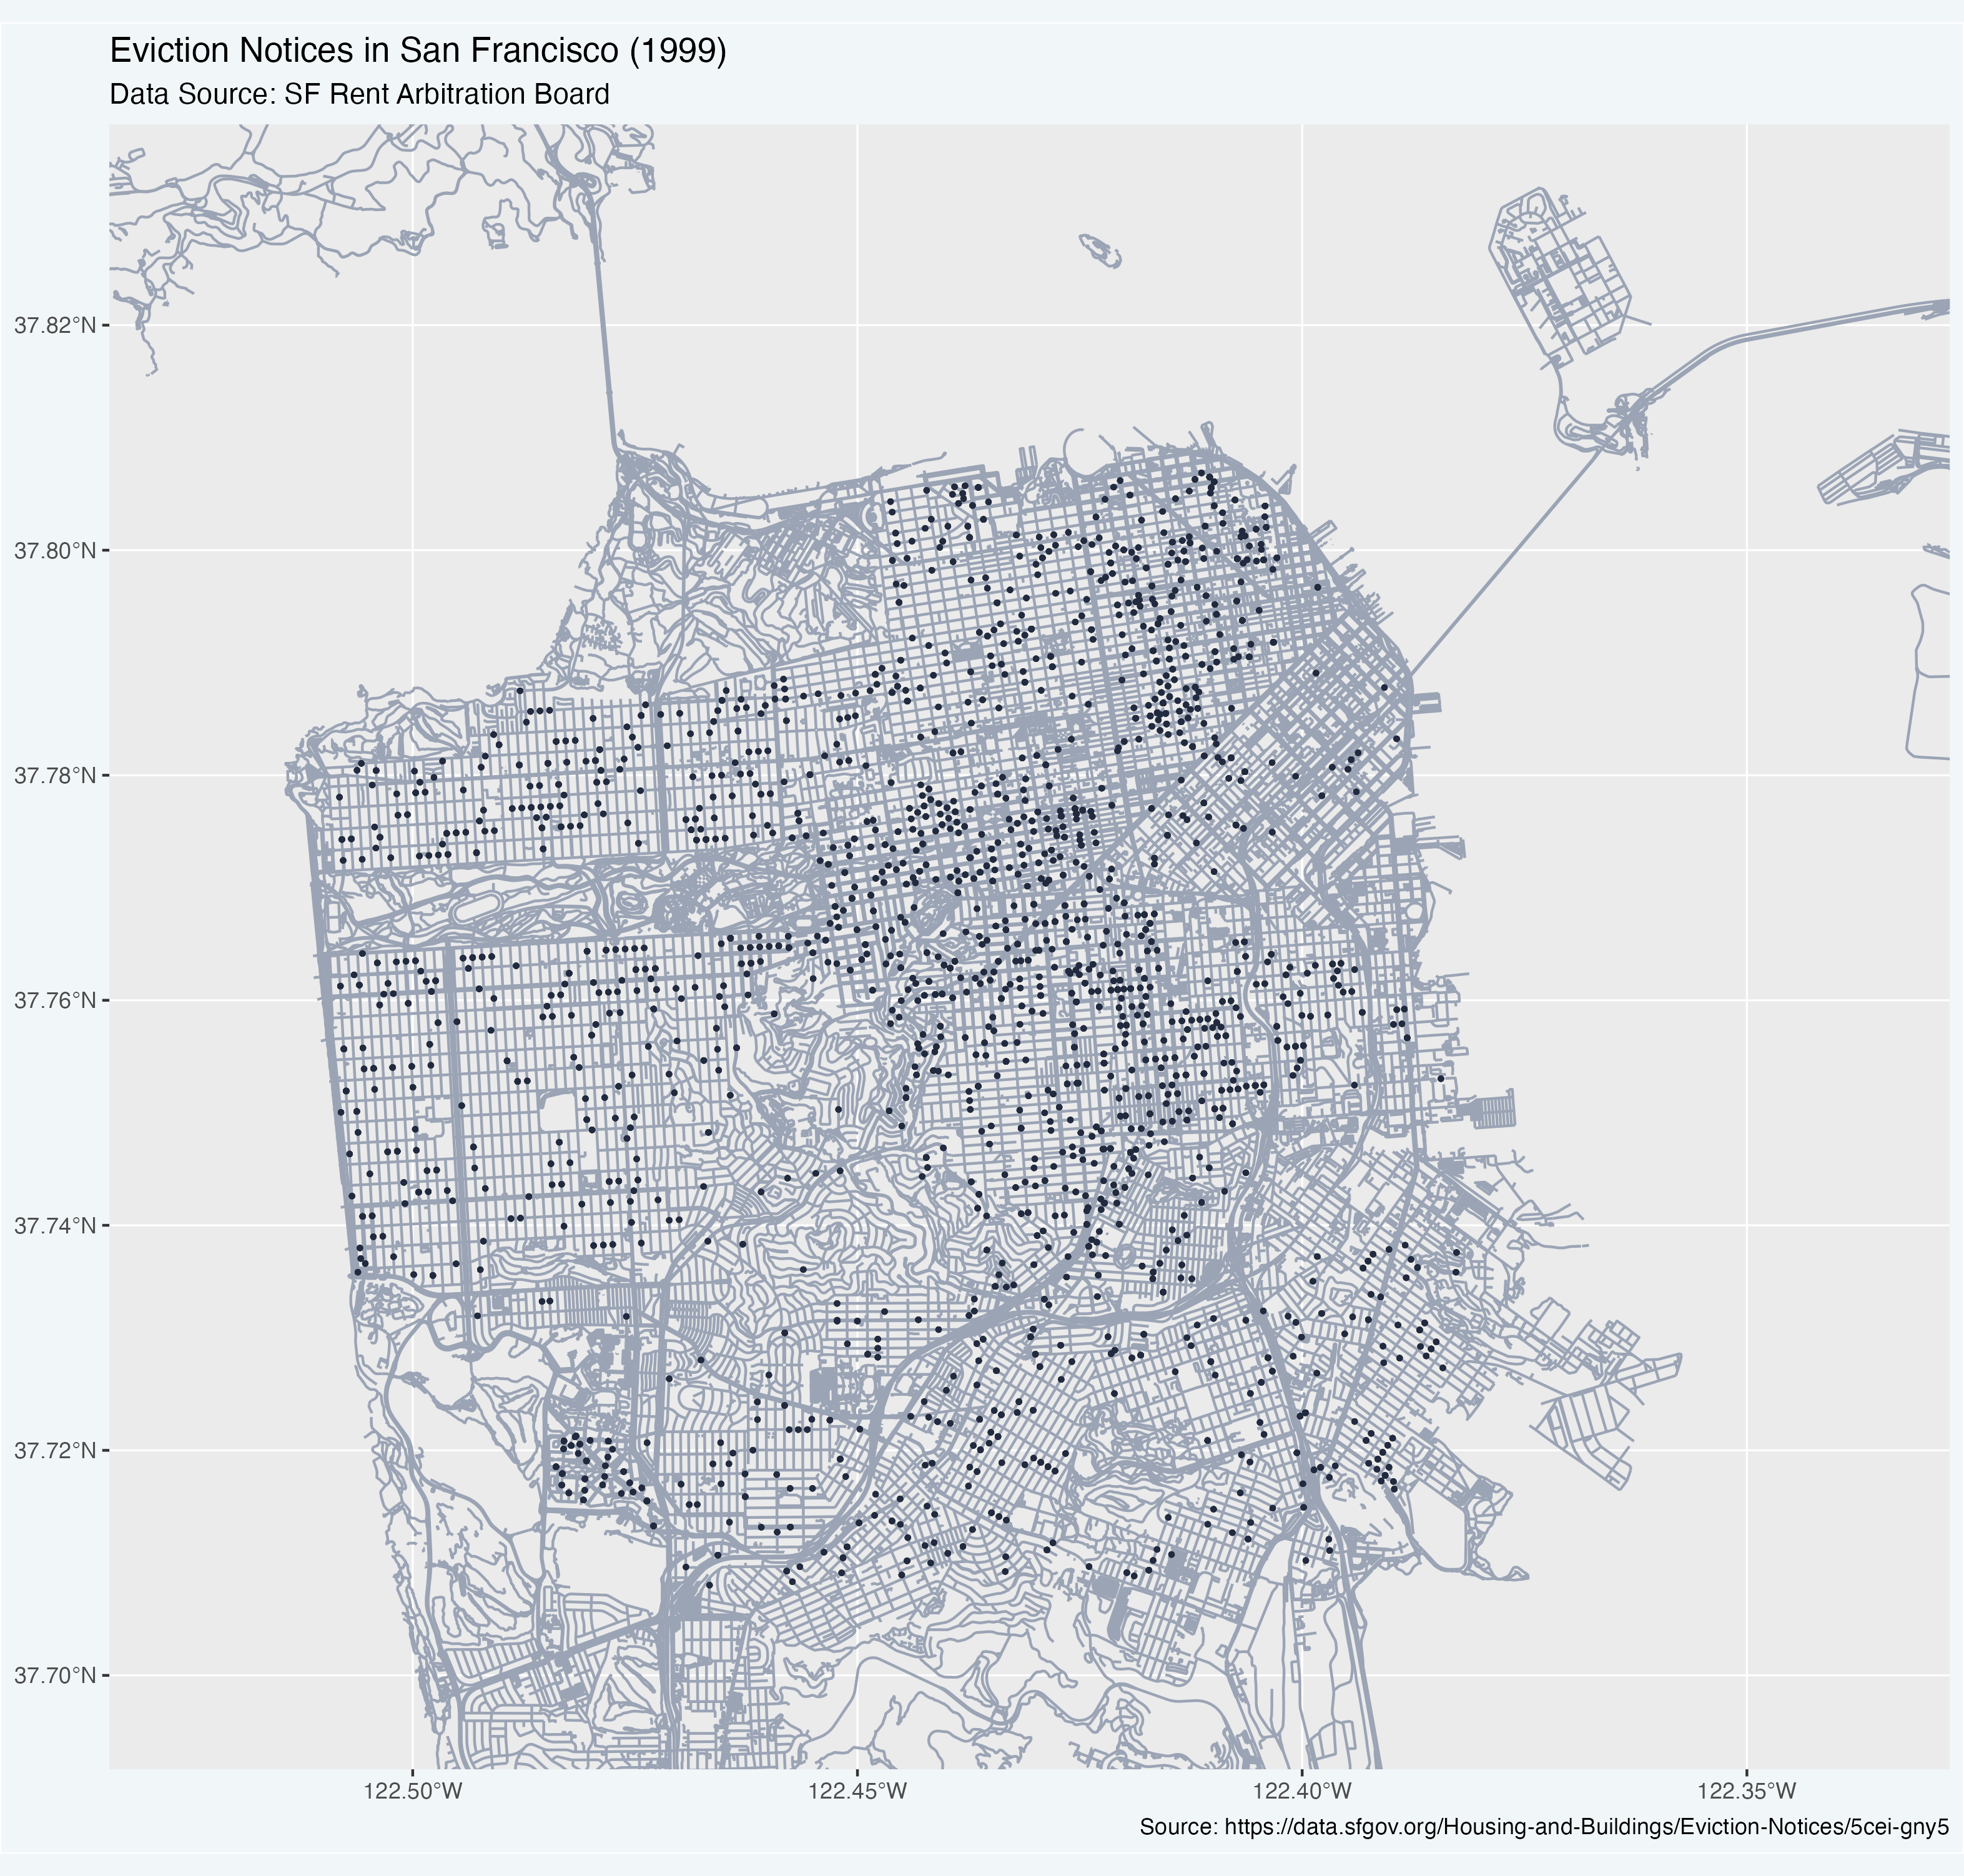 Eviction Notices in San Francisco (1999)
Data Source: SF Rent Arbitration Board
37.82°N
37.80°N
37.78°N
37.76°N
37.74°N
37.72°N
37.70°N
122.50°W
122.45°W
122.40°W
122.35°W
Source: https://data.sfgov.org/Housing-and-Buildings/Eviction-Notices/5cei-gny5